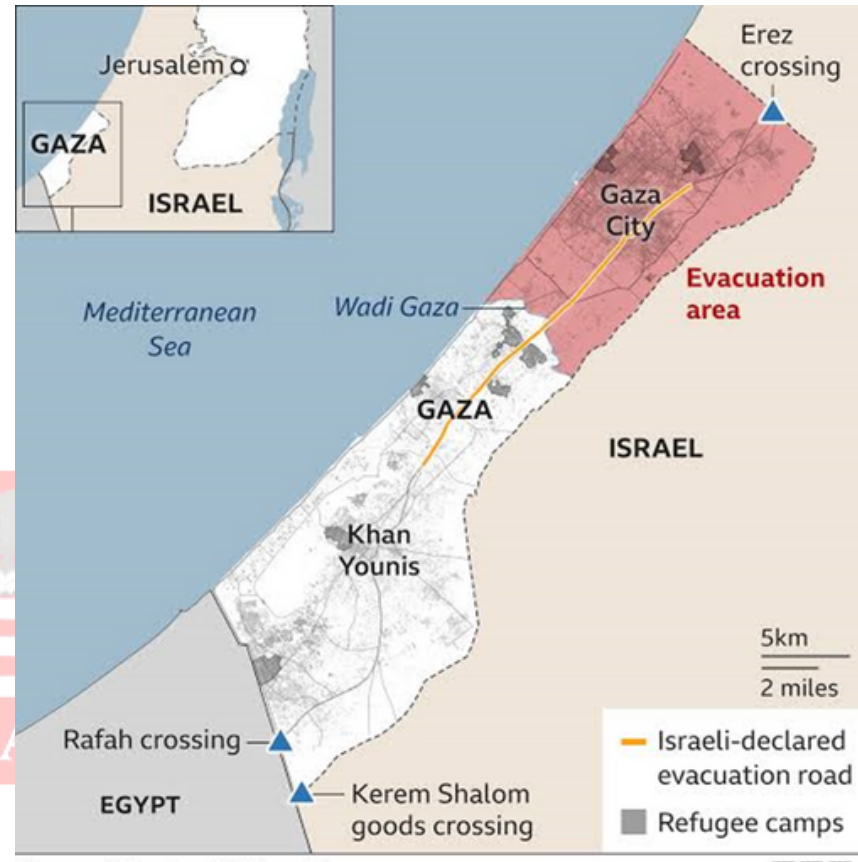 Jerusalem
GAZA
ISRAEL
Erez
crossing
Gaza
City
Evacuation
area
Mediterranean
Sea
Wadi Gaza
GAZA
ISRAEL
Khan
Younis
5km
2 miles
Rafah crossing
EGYPT
Kerem Shalom
goods crossing
Israeli-declared
evacuation road
Refugee camps